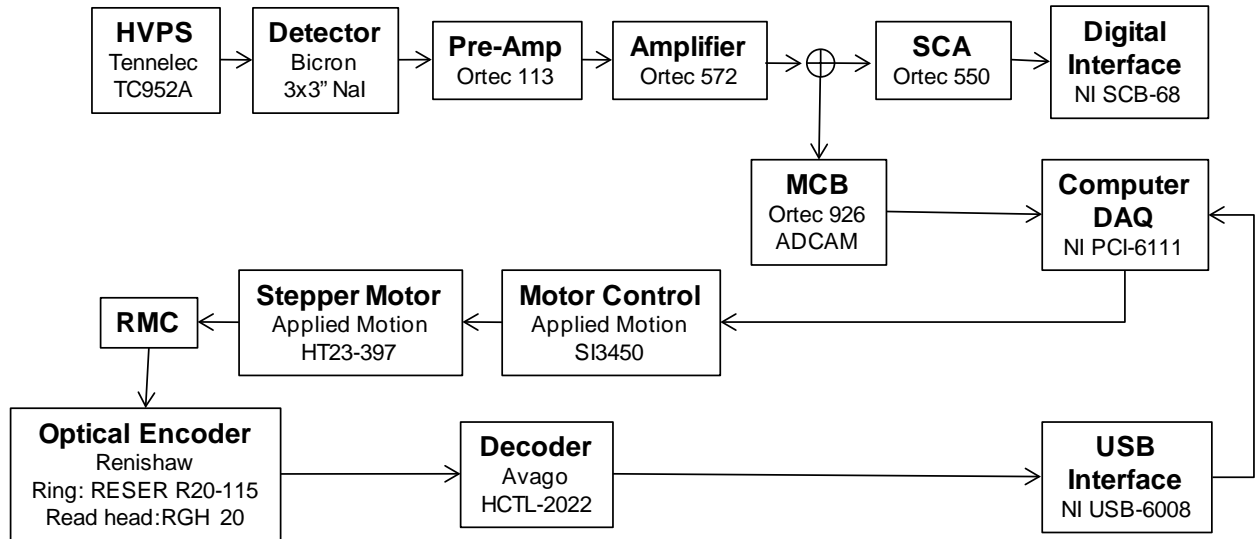 HVPS
Tennelec
TC952A
Detector
Bicron
3x3” NaI
Pre-Amp
Ortec 113
Amplifier
Ortec 572
SCA
Ortec 550
Digital
Interface
NI SCB-68
MCB
Ortec 926
ADCAM
Computer
DAQ
NI PCI-6111
RMC
Stepper Motor
Applied Motion
HT23-397
Motor Control
Applied Motion
SI3450
Optical Encoder
Renishaw
Ring: RESER R20-115
Read head:RGH 20
Decoder
Avago
HCTL-2022
USB
Interface
NI USB-6008